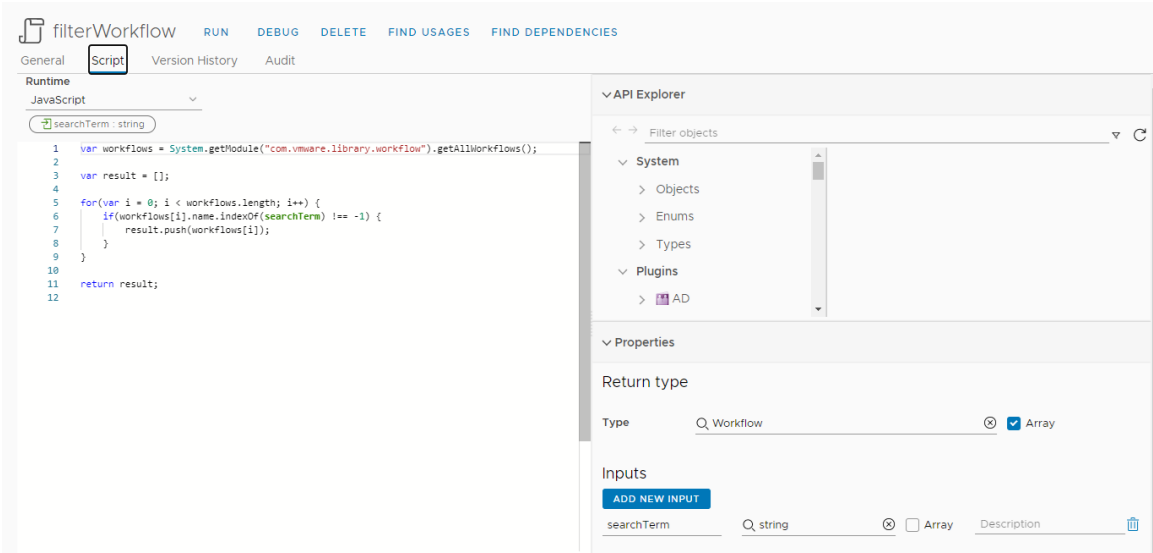 filterWorkflow RUN DEBUG DELETE FIND USAGES FIND DEPENDENCIES
General Script Version History Audit
Runtime
JavaScript
searchTerm : string
1 var workflows = System.getModule("com.vmware.library.workflow").getAllWorkflows();
2
3 var result = [];
4
5 for(var i = 0; i < workflows.length; i++) {
6 if(workflows[i].name.indexOf(searchTerm) !== -1) {
7 result.push(workflows[i]);
8 }
9 }
10
11 return result;
12
API Explorer
Filter objects
System
Objects
Enums
Types
Plugins
AD
Properties
Return type
Type Workflow Array
Inputs
ADD NEW INPUT
searchTerm string Array Description